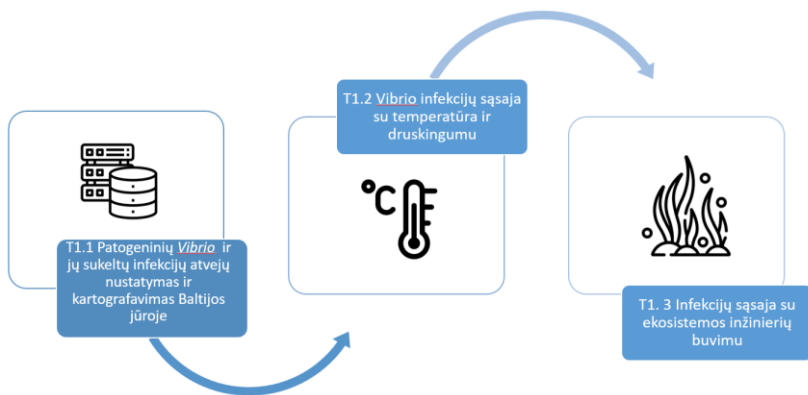 T1.1 Patogeninių Vibrio ir
jų sukeltų infekcijų atvejų
nustatymas ir
kartografavimas Baltijos
jūroje
°C
T1.2 Vibrio infekcijų sąsaja
su temperatūra ir
druskingumu
T1. 3 Infekcijų sąsaja su
ekosistemos inžinierių
buvimu